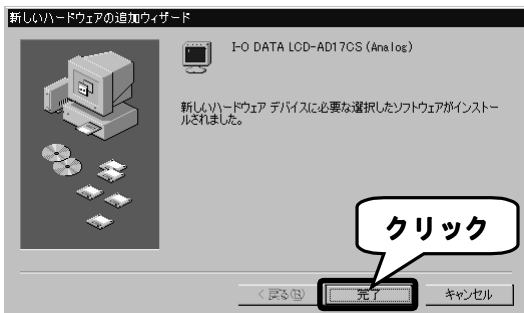 新しいハードウェアの追加ウィザード
I-O DATA LCD-AD17CS (Analog)
新しいハードウェア デバイスに必要な選択したソフトウェアがインストー
ルされました。
クリック
< 戻る(B)
完了
キャンセル